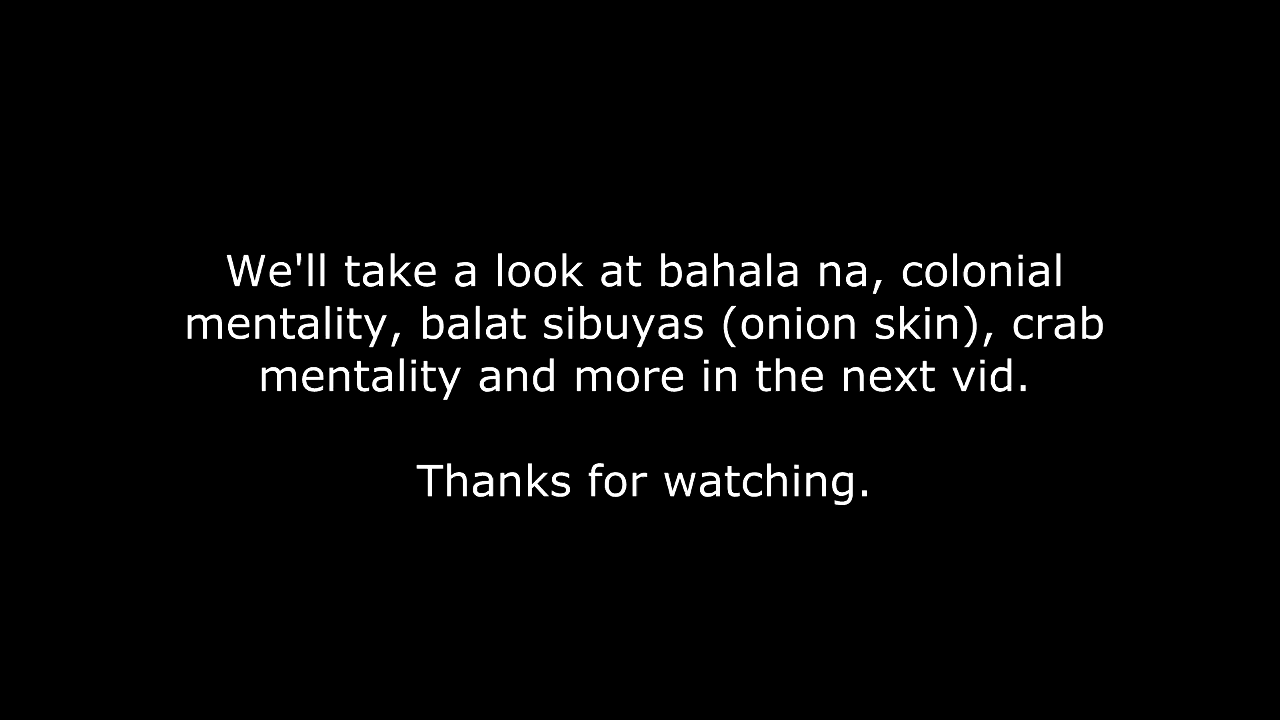 We'll take a look at bahala na, colonial
mentality, balat sibuyas (onion skin), crab
mentality and more in the next vid.
Thanks for watching.